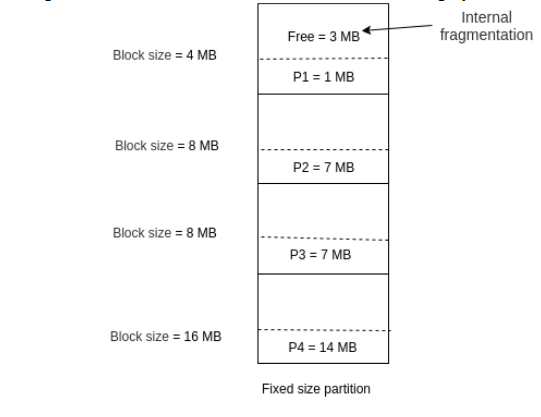 Internal
fragmentation
Free = 3 MB
Block size = 4 MB
P1 = 1 MB
Block size = 8 MB
P2 = 7 MB
Block size = 8 MB
P3 = 7 MB
Block size = 16 MB
P4 = 14 MB
Fixed size partition